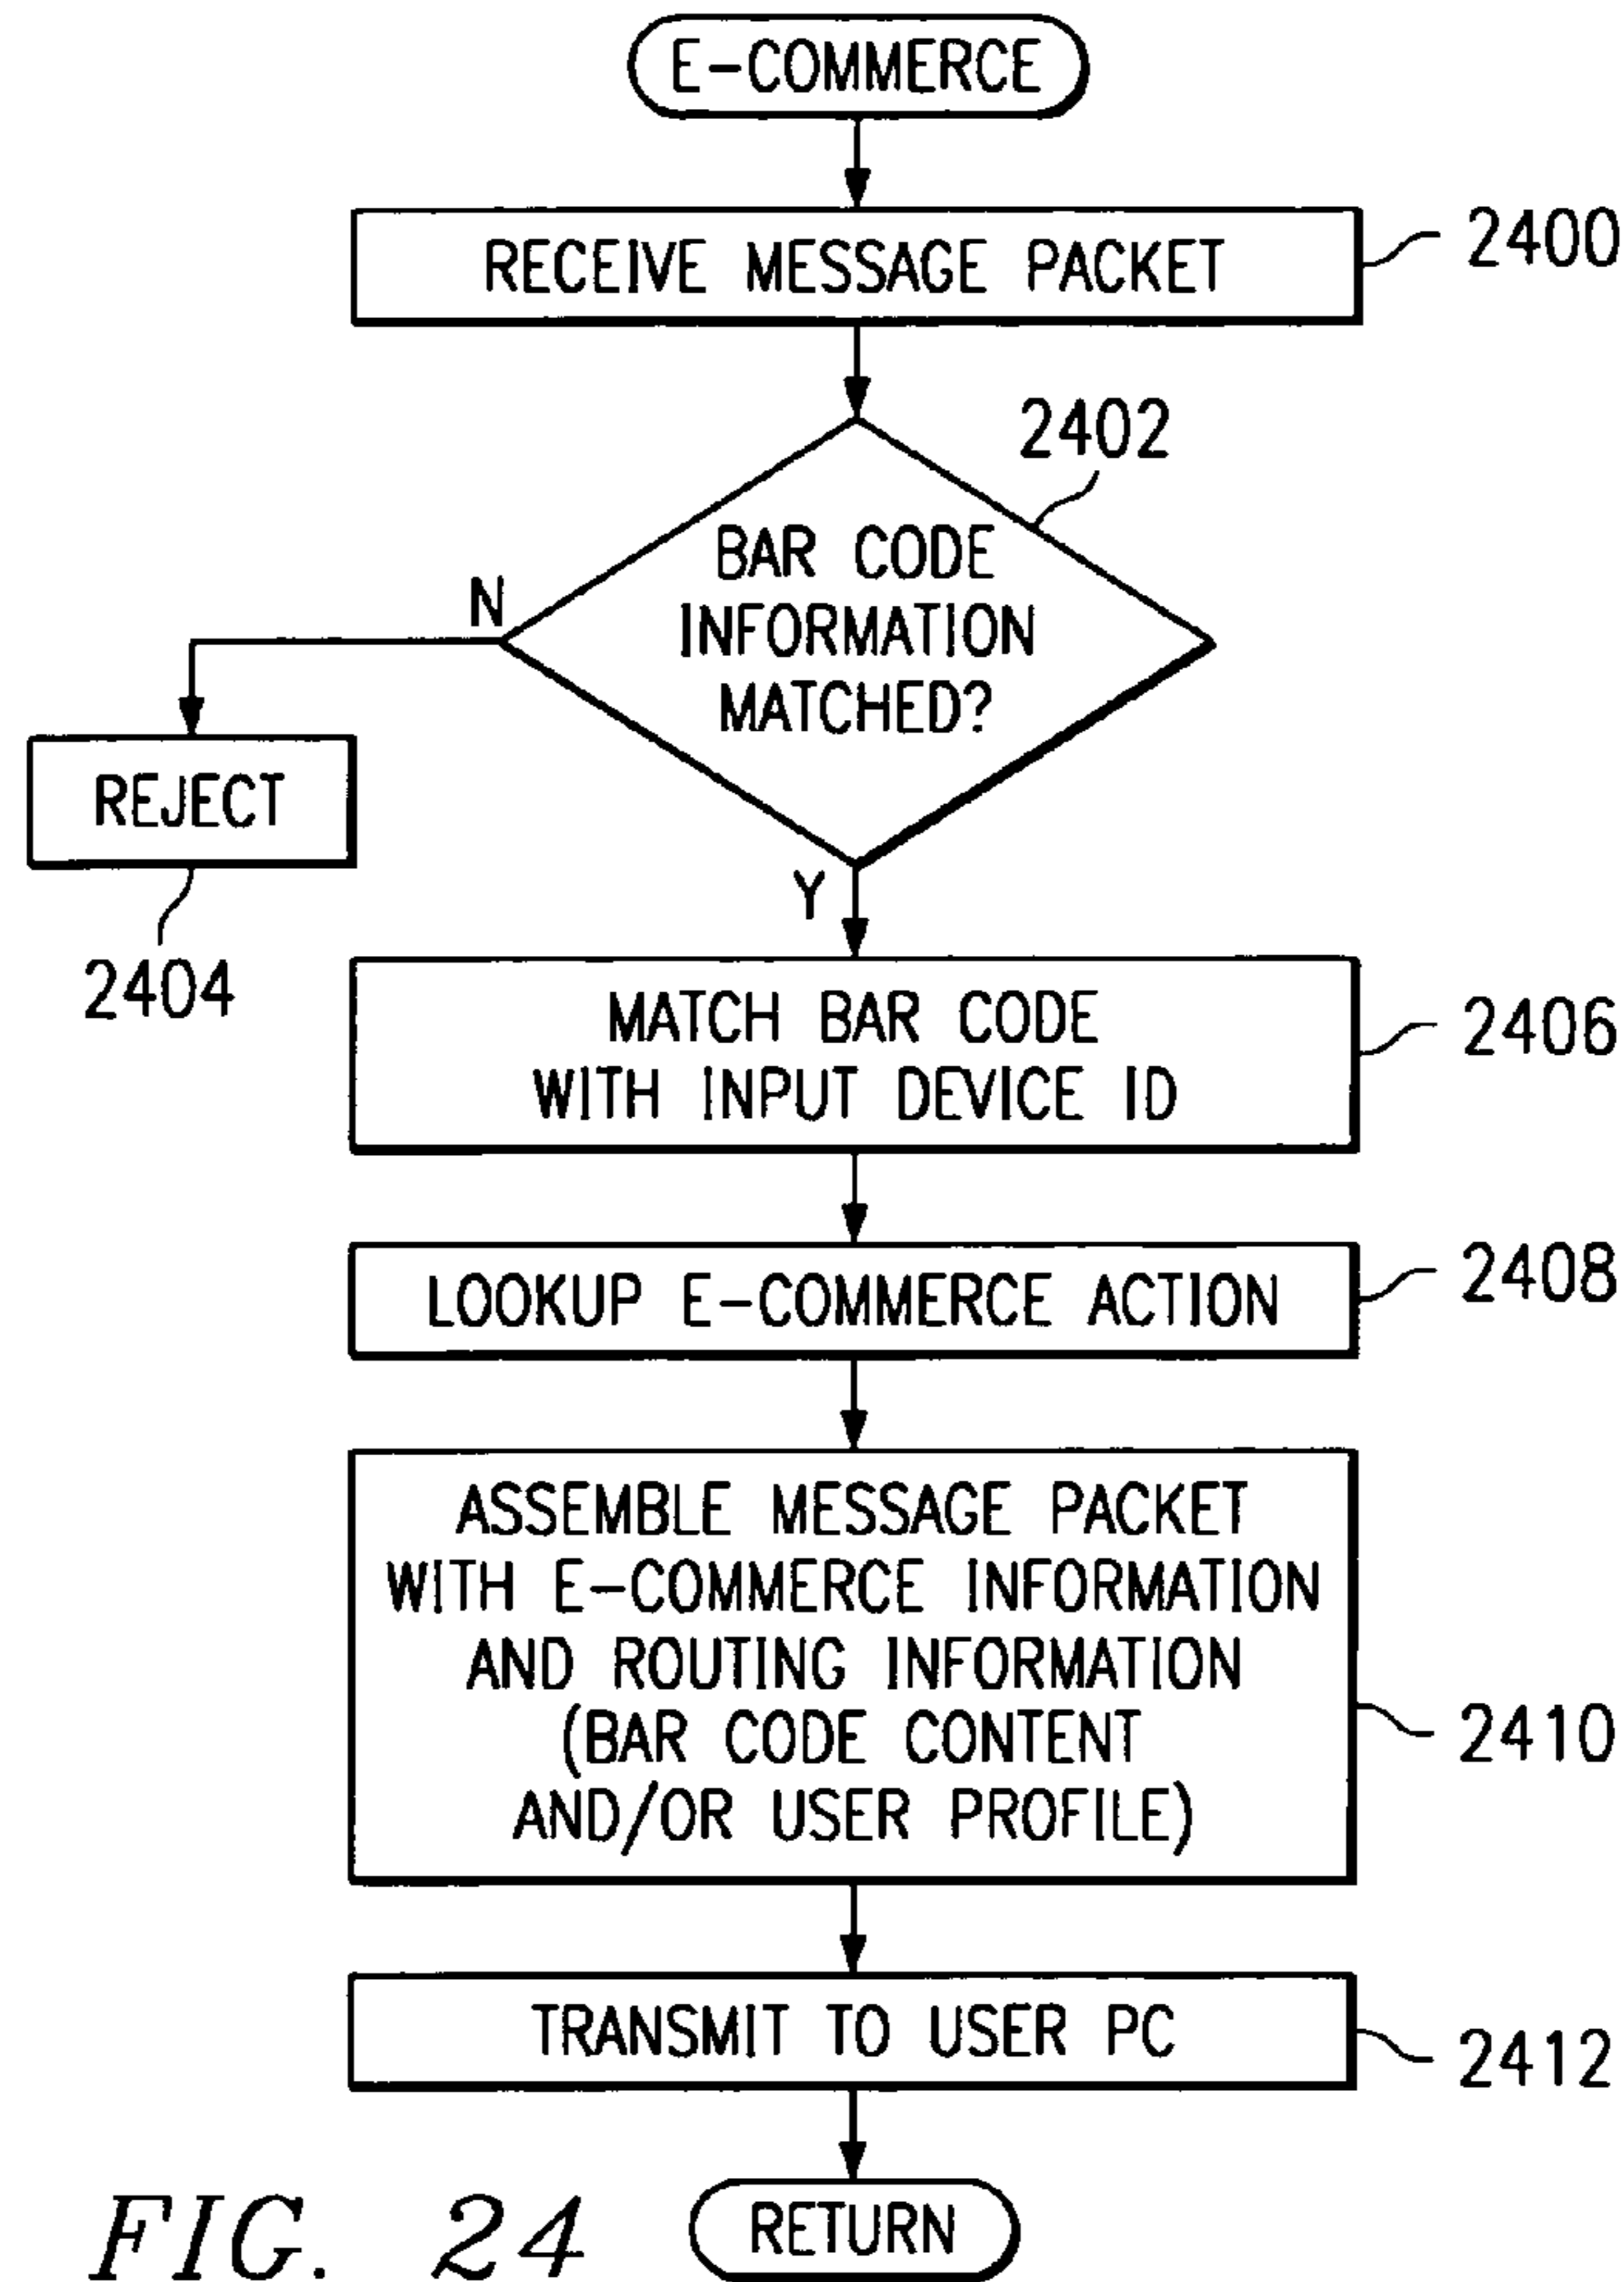 E-COMMERCE
RECEIVE MESSAGE PACKET
2400
2402
BAR CODE
INFORMATION
MATCHED?
N
REJECT
2404
Y
MATCH BAR CODE
WITH INPUT DEVICE ID
2406
LOOKUP E-COMMERCE ACTION
2408
ASSEMBLE MESSAGE PACKET
WITH E-COMMERCE INFORMATION
AND ROUTING INFORMATION
(BAR CODE CONTENT
AND/OR USER PROFILE)
2410
TRANSMIT TO USER PC
2412
RETURN
FIG. 24